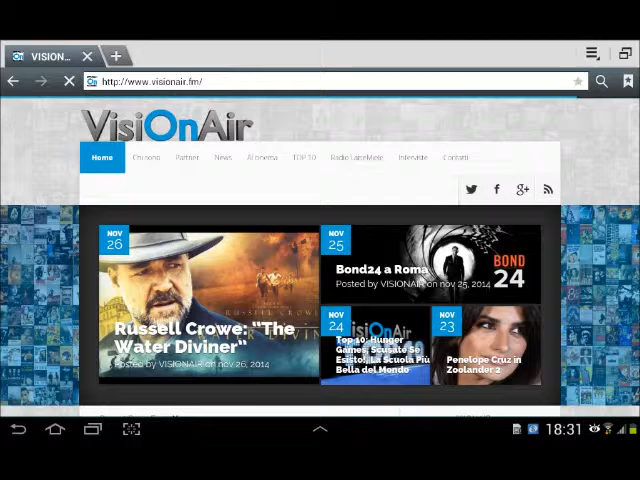 VISION...
http://www.visionair.fm/
VisiOnAir
Home
Chi sono
Partner
News
Al cinema
TOP 10
Radio LatteMiele
Interviste
Contatti
NOV
26
Russell Crowe: “The
Water Diviner”
Posted by VISIONAIR on nov 26, 2014
NOV
25
Bond24 a Roma
Posted by VISIONAIR on nov 25, 2014
BOND
24
NOV
24
Top 10: Hunger
Games, Scusate Se
Esisto!, La Scuola Più
Bella del Mondo
NOV
23
Penelope Cruz in
Zoolander 2
18:31